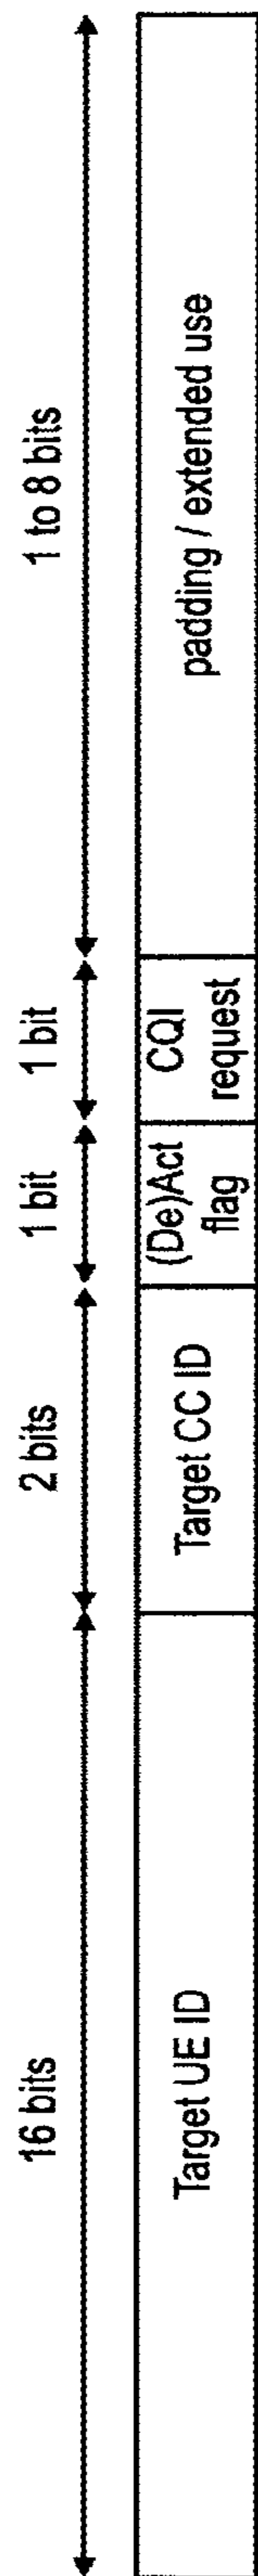 16 bits
2 bits
1 bit
1 bit
1 to 8 bits
Target UE ID
Target CC ID
(De)Act
flag
CQI
request
padding / extended use